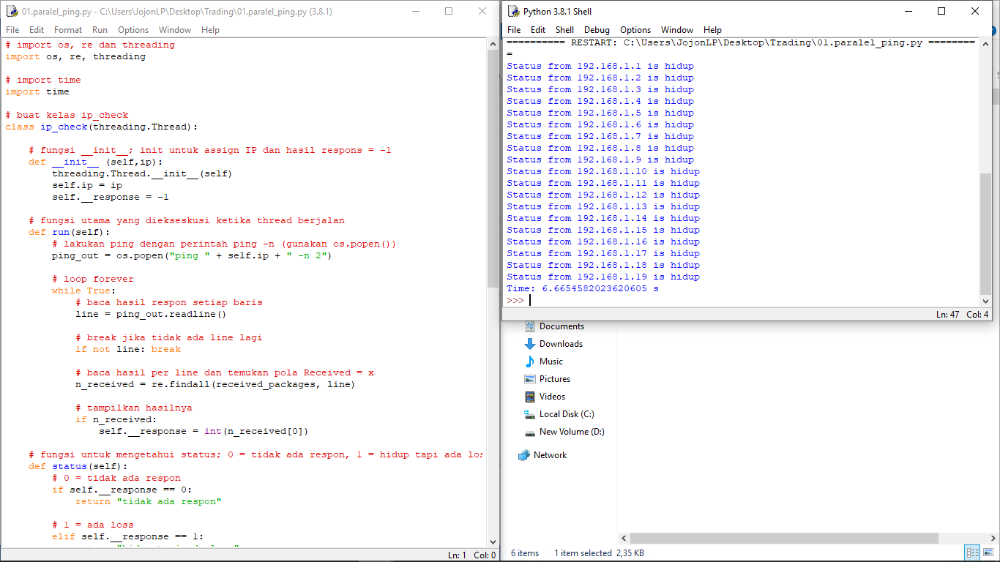 01.paralel_ping.py - C:\Users\JojonLP\Desktop\Trading\01.paralel_ping.py (3.8.1)
File Edit Format Run Options Window Help
# import os, re dan threading
import os, re, threading
# import time
import time
# buat kelas ip_check
class ip_check(threading.Thread):
# fungsi __init__; init untuk assign IP dan hasil respons = -1
def __init__ (self,ip):
threading.Thread.__init__(self)
self.ip = ip
self.__response = -1
# fungsi utama yang diekseskusi ketika thread berjalan
def run(self):
# lakukan ping dengan perintah ping -n (gunakan os.popen())
ping_out = os.popen("ping " + self.ip + " -n 2")
# loop forever
while True:
# baca hasil respon setiap baris
line = ping_out.readline()
# break jika tidak ada line lagi
if not line: break
# baca hasil per line dan temukan pola Received = x
n_received = re.findall(received_packages, line)
# tampilkan hasilnya
if n_received:
self.__response = int(n_received[0])
# fungsi untuk mengetahui status; 0 = tidak ada respon, 1 = hidup tapi ada los
def status(self):
# 0 = tidak ada respon
if self.__response == 0:
return "tidak ada respon"
# 1 = ada loss
elif self.__response == 1:
Ln: 1 Col: 0
Python 3.8.1 Shell
File Edit Shell Debug Options Window Help
========== RESTART: C:\Users\JojonLP\Desktop\Trading\01.paralel_ping.py ========
=
Status from 192.168.1.1 is hidup
Status from 192.168.1.2 is hidup
Status from 192.168.1.3 is hidup
Status from 192.168.1.4 is hidup
Status from 192.168.1.5 is hidup
Status from 192.168.1.6 is hidup
Status from 192.168.1.7 is hidup
Status from 192.168.1.8 is hidup
Status from 192.168.1.9 is hidup
Status from 192.168.1.10 is hidup
Status from 192.168.1.11 is hidup
Status from 192.168.1.12 is hidup
Status from 192.168.1.13 is hidup
Status from 192.168.1.14 is hidup
Status from 192.168.1.15 is hidup
Status from 192.168.1.16 is hidup
Status from 192.168.1.17 is hidup
Status from 192.168.1.18 is hidup
Status from 192.168.1.19 is hidup
Time: 6.6654582023620605 s
>>>
Ln: 47 Col: 4
Documents
Downloads
Music
Pictures
Videos
Local Disk (C:)
New Volume (D:)
Network
6 items 1 item selected 2,35 KB